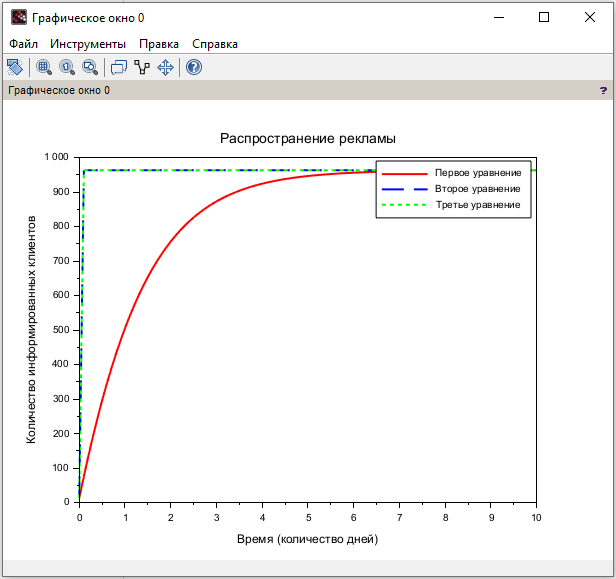 Графическое окно 0
Файл Инструменты Правка Справка
Графическое окно 0 ?
Распространение рекламы
Количество информированных клиентов
1 000
900
800
700
600
500
400
300
200
100
0
Первое уравнение
Второе уравнение
Третье уравнение
0 1 2 3 4 5 6 7 8 9 10
Время (количество дней)